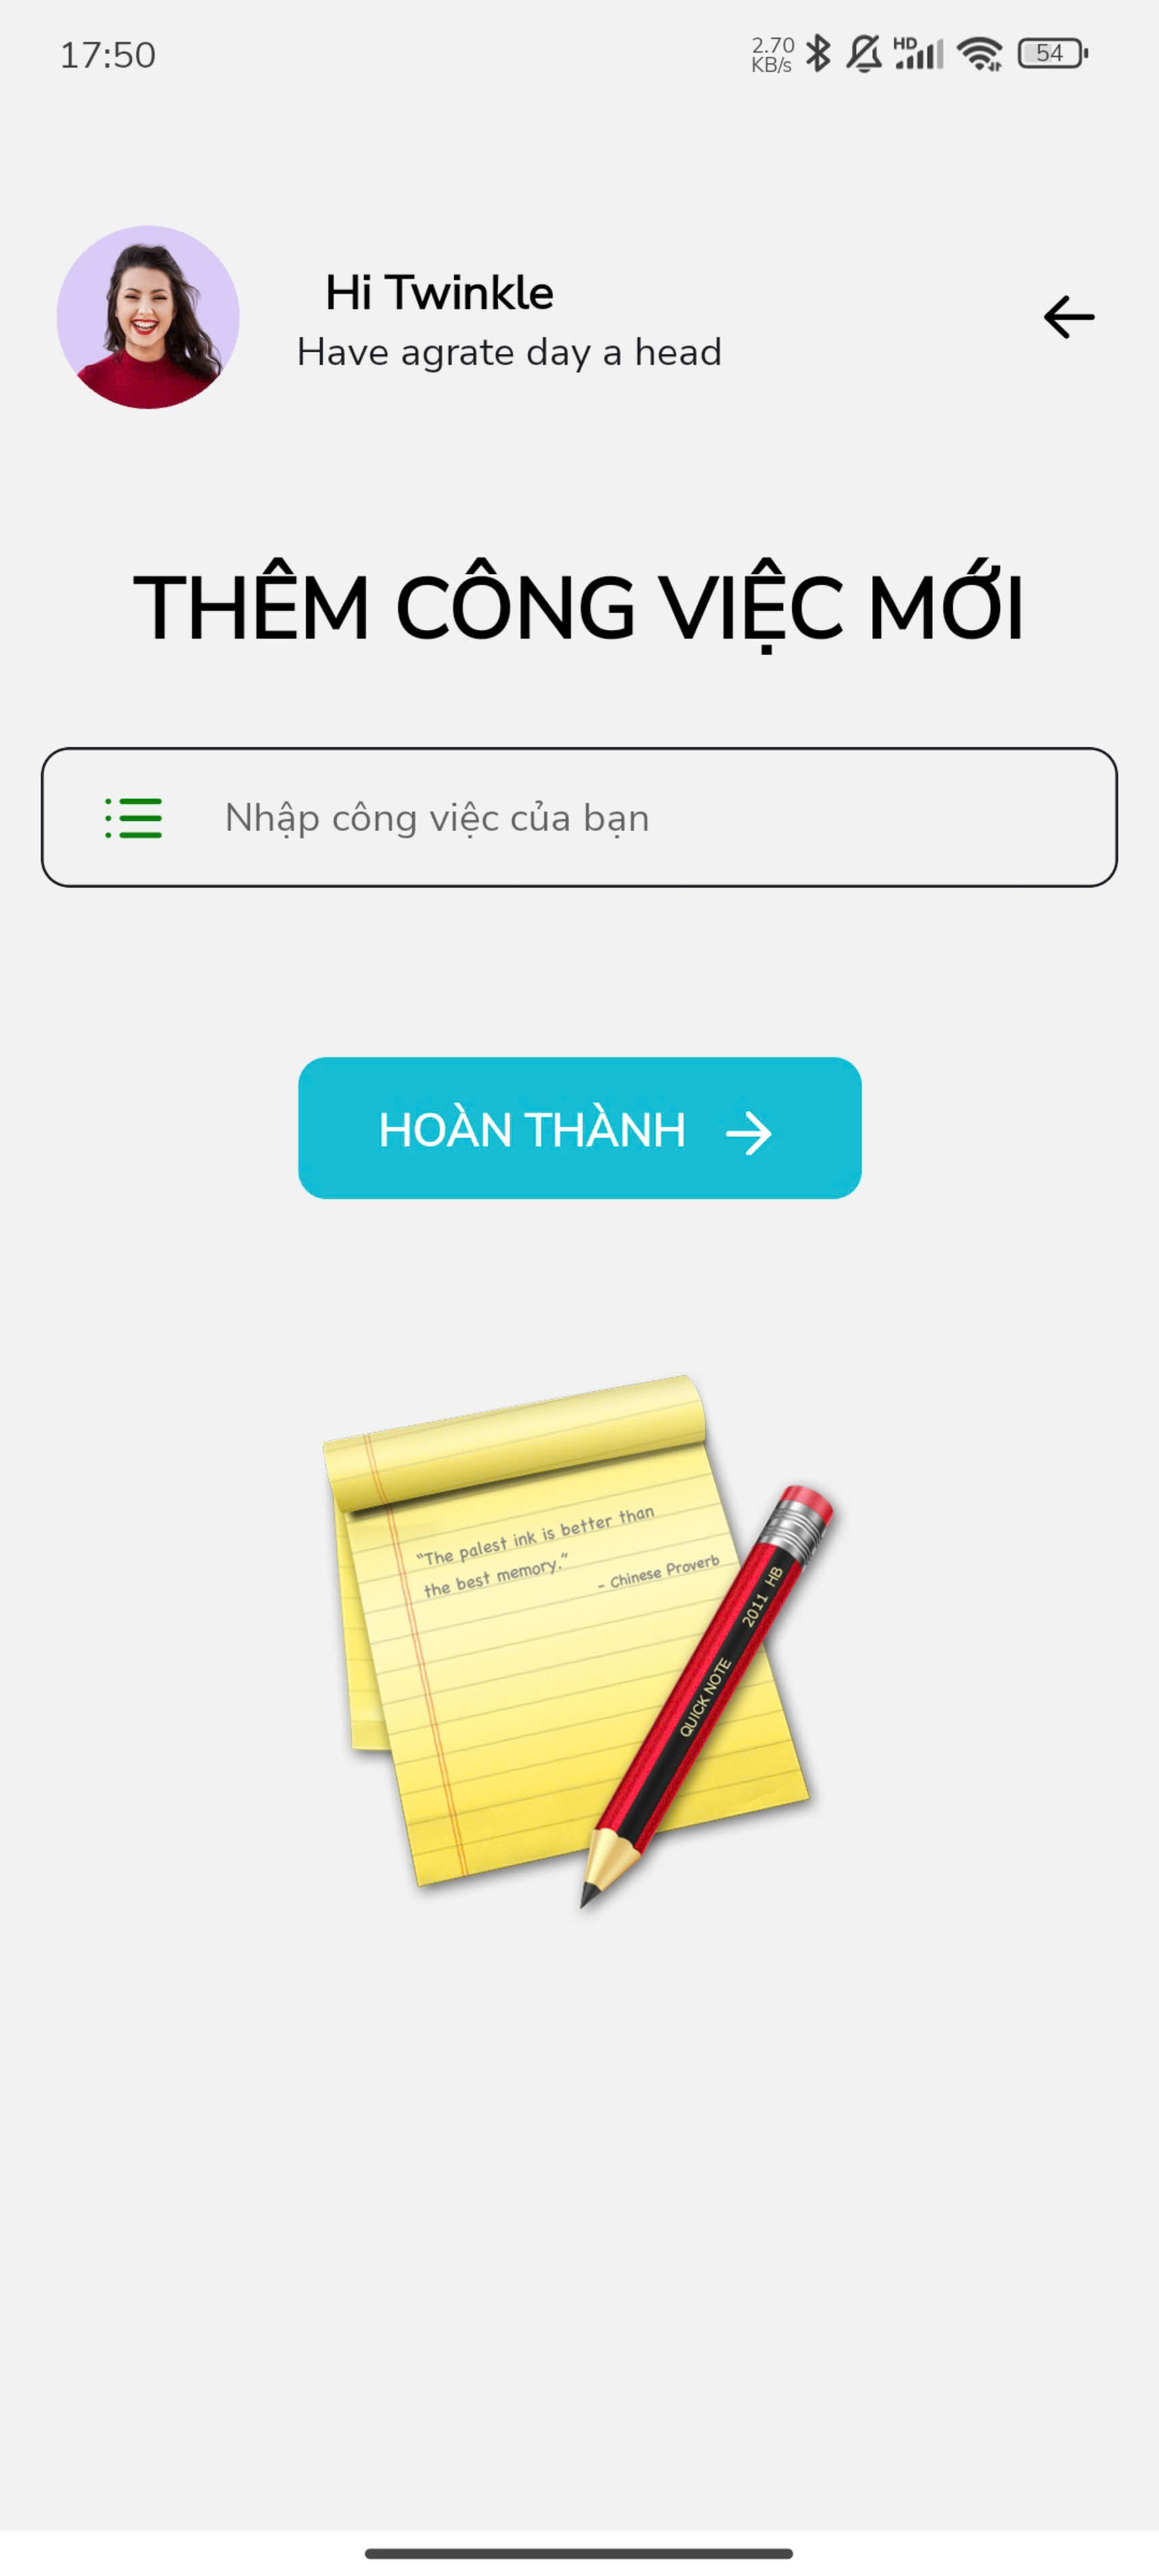 17:50
2.70
KB/s
HD
54
Hi Twinkle
Have agrate day a head
THÊM CÔNG VIỆC MỚI
Nhập công việc của bạn
HOÀN THÀNH
“The palest ink is better than
the best memory.”
– Chinese Proverb
QUICK NOTE 2011 HB